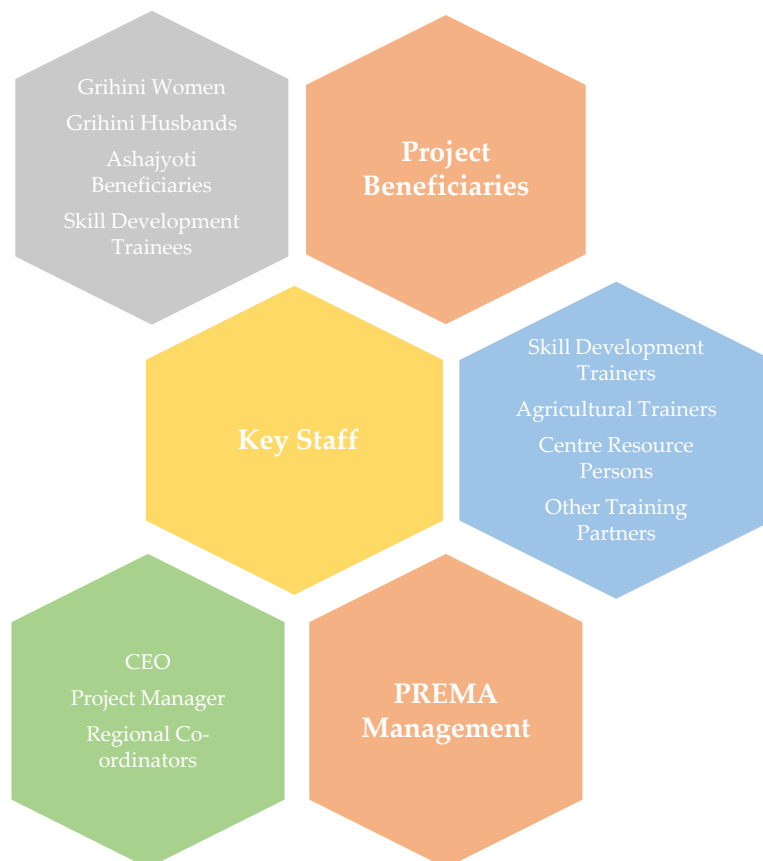 Grihini Women
Grihini Husbands
Ashajyoti
Beneficiaries
Skill Development
Trainees
Project
Beneficiaries
Key Staff
Skill Development
Trainers
Agricultural Trainers
Centre Resource
Persons
Other Training
Partners
CEO
Project Manager
Regional Co-
ordinators
PREMA
Management